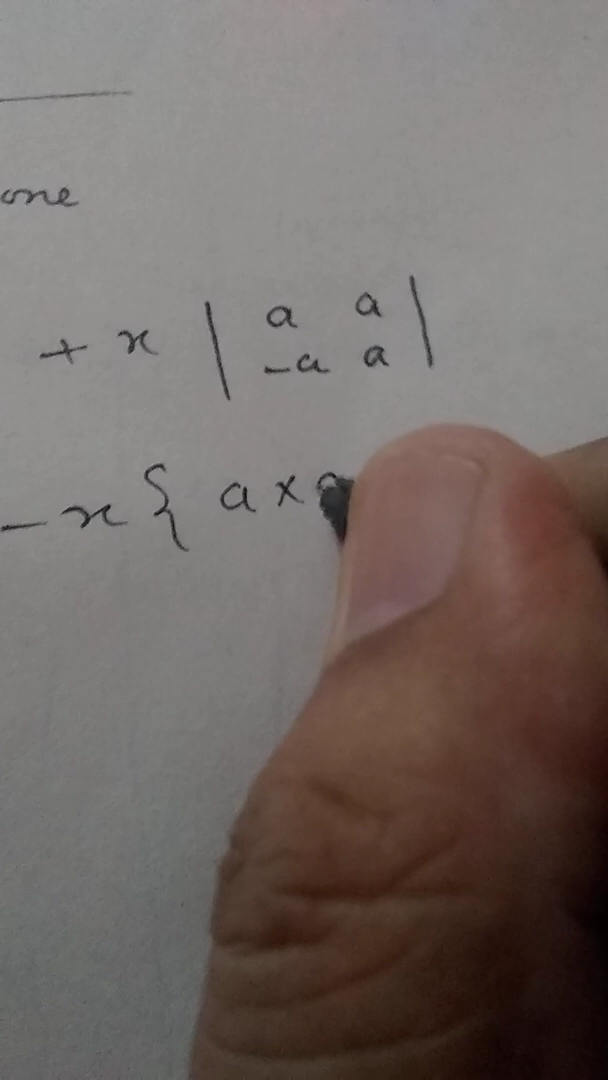 one
+ x | a a |
| -a a |
- x { a x